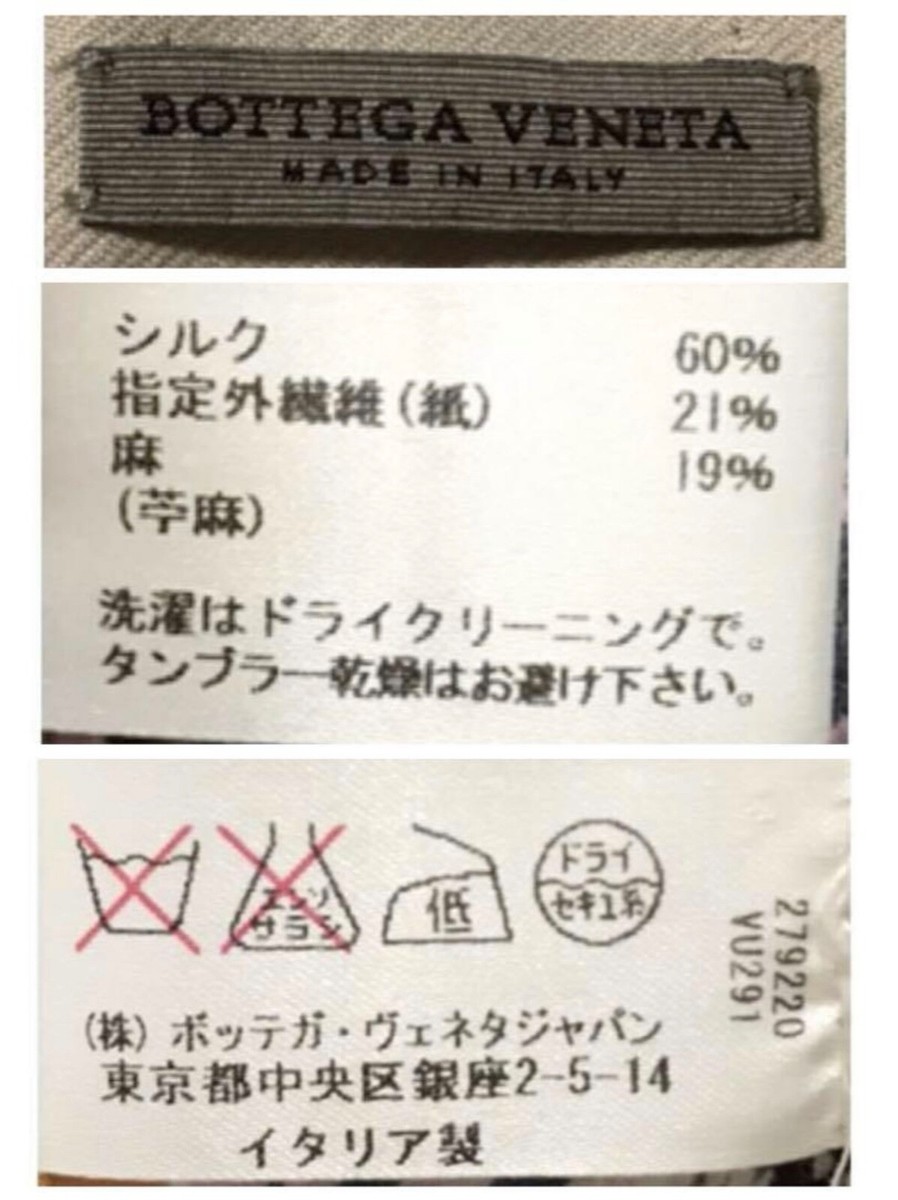 BOTTEGA VENETA
MADE IN ITALY
シルク 60%
指定外繊維(紙) 21%
麻 19%
(苧麻)
洗濯はドライクリーニングで。
タンブラー乾燥はお避け下さい。
エンソ
サラシ
低
ドライ
セキユ系
279220
VU291
(株) ボッテガ・ヴェネタジャパン
東京都中央区銀座2-5-14
イタリア製